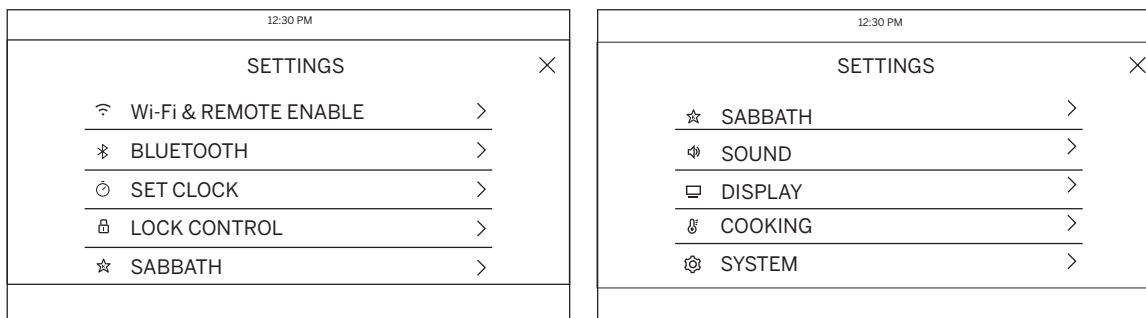 12:30 PM
SETTINGS
Wi-Fi & REMOTE ENABLE
BLUETOOTH
SET CLOCK
LOCK CONTROL
SABBATH
12:30 PM
SETTINGS
SABBATH
SOUND
DISPLAY
COOKING
SYSTEM